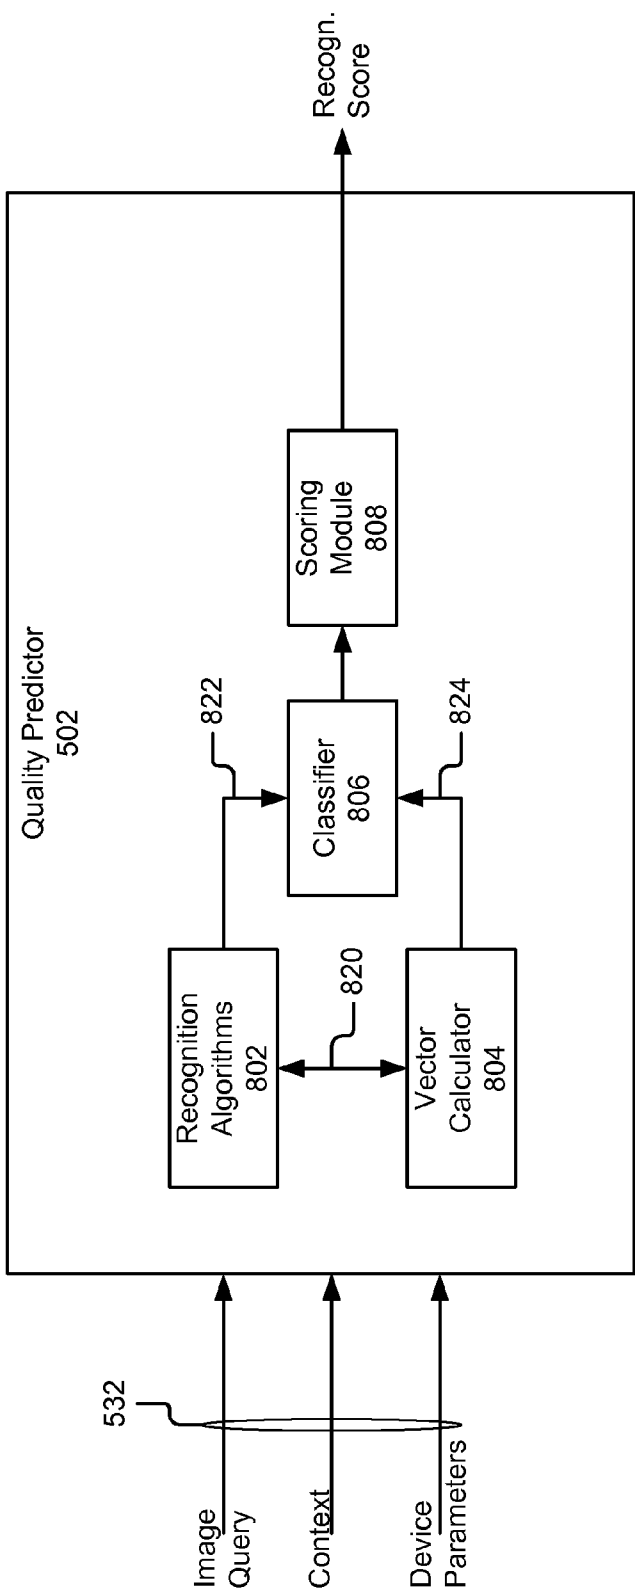 Quality Predictor
502
532
Image
Query
Context
Device
Parameters
Recognition
Algorithms
802
820
Vector
Calculator
804
822
Classifier
806
824
Scoring
Module
808
Recogn.
Score